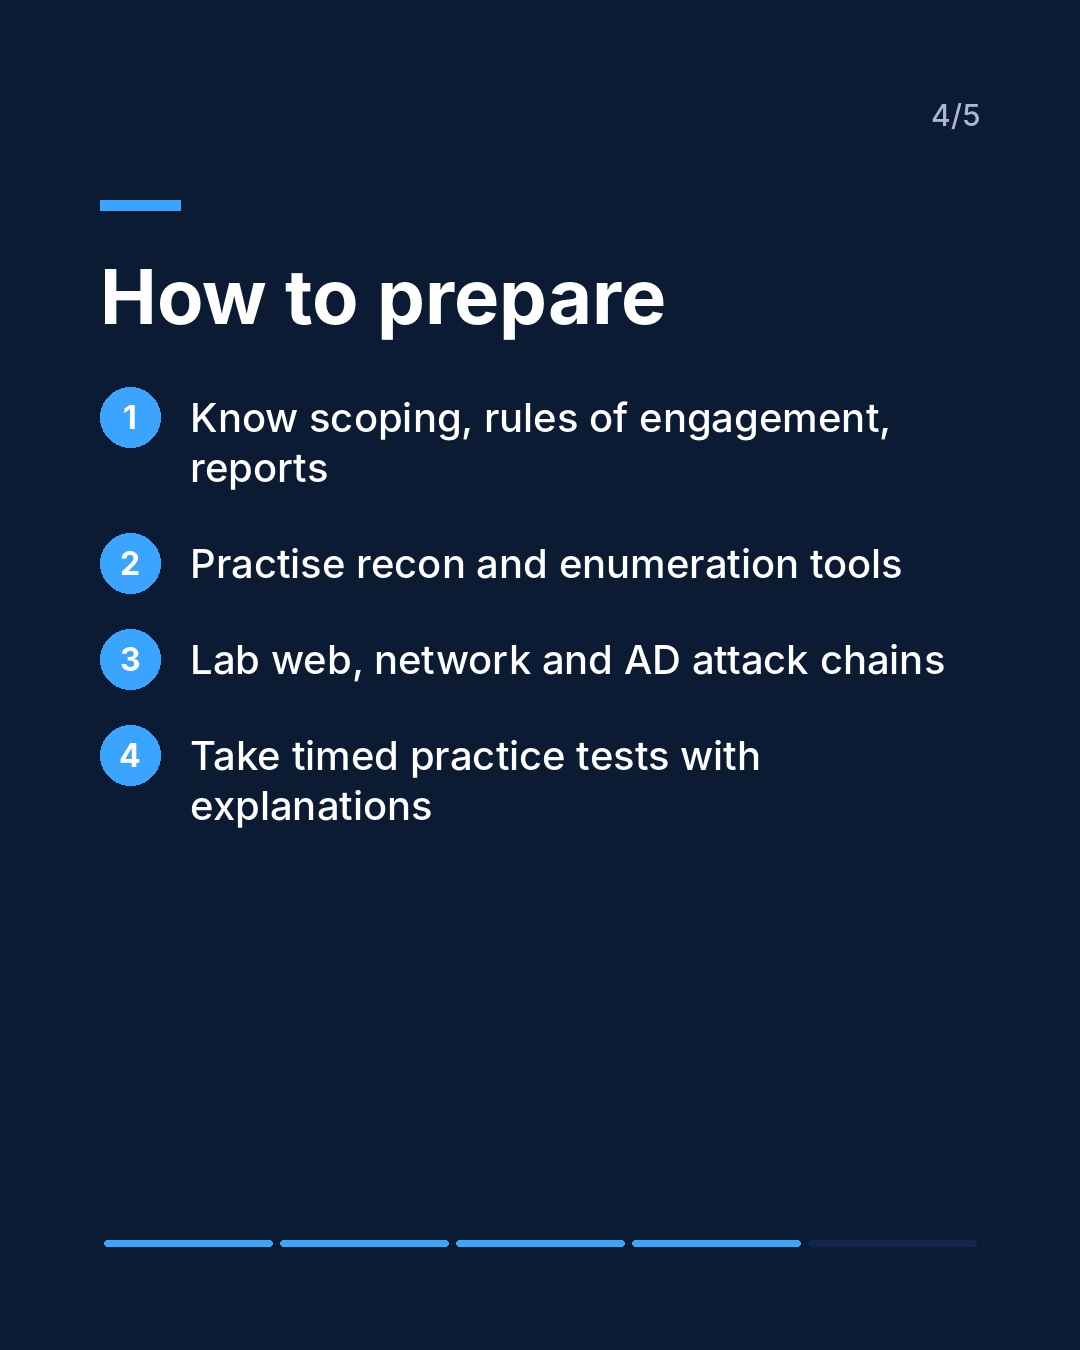 4/5
How to prepare
1 Know scoping, rules of engagement,
reports
2 Practise recon and enumeration tools
3 Lab web, network and AD attack chains
4 Take timed practice tests with
explanations